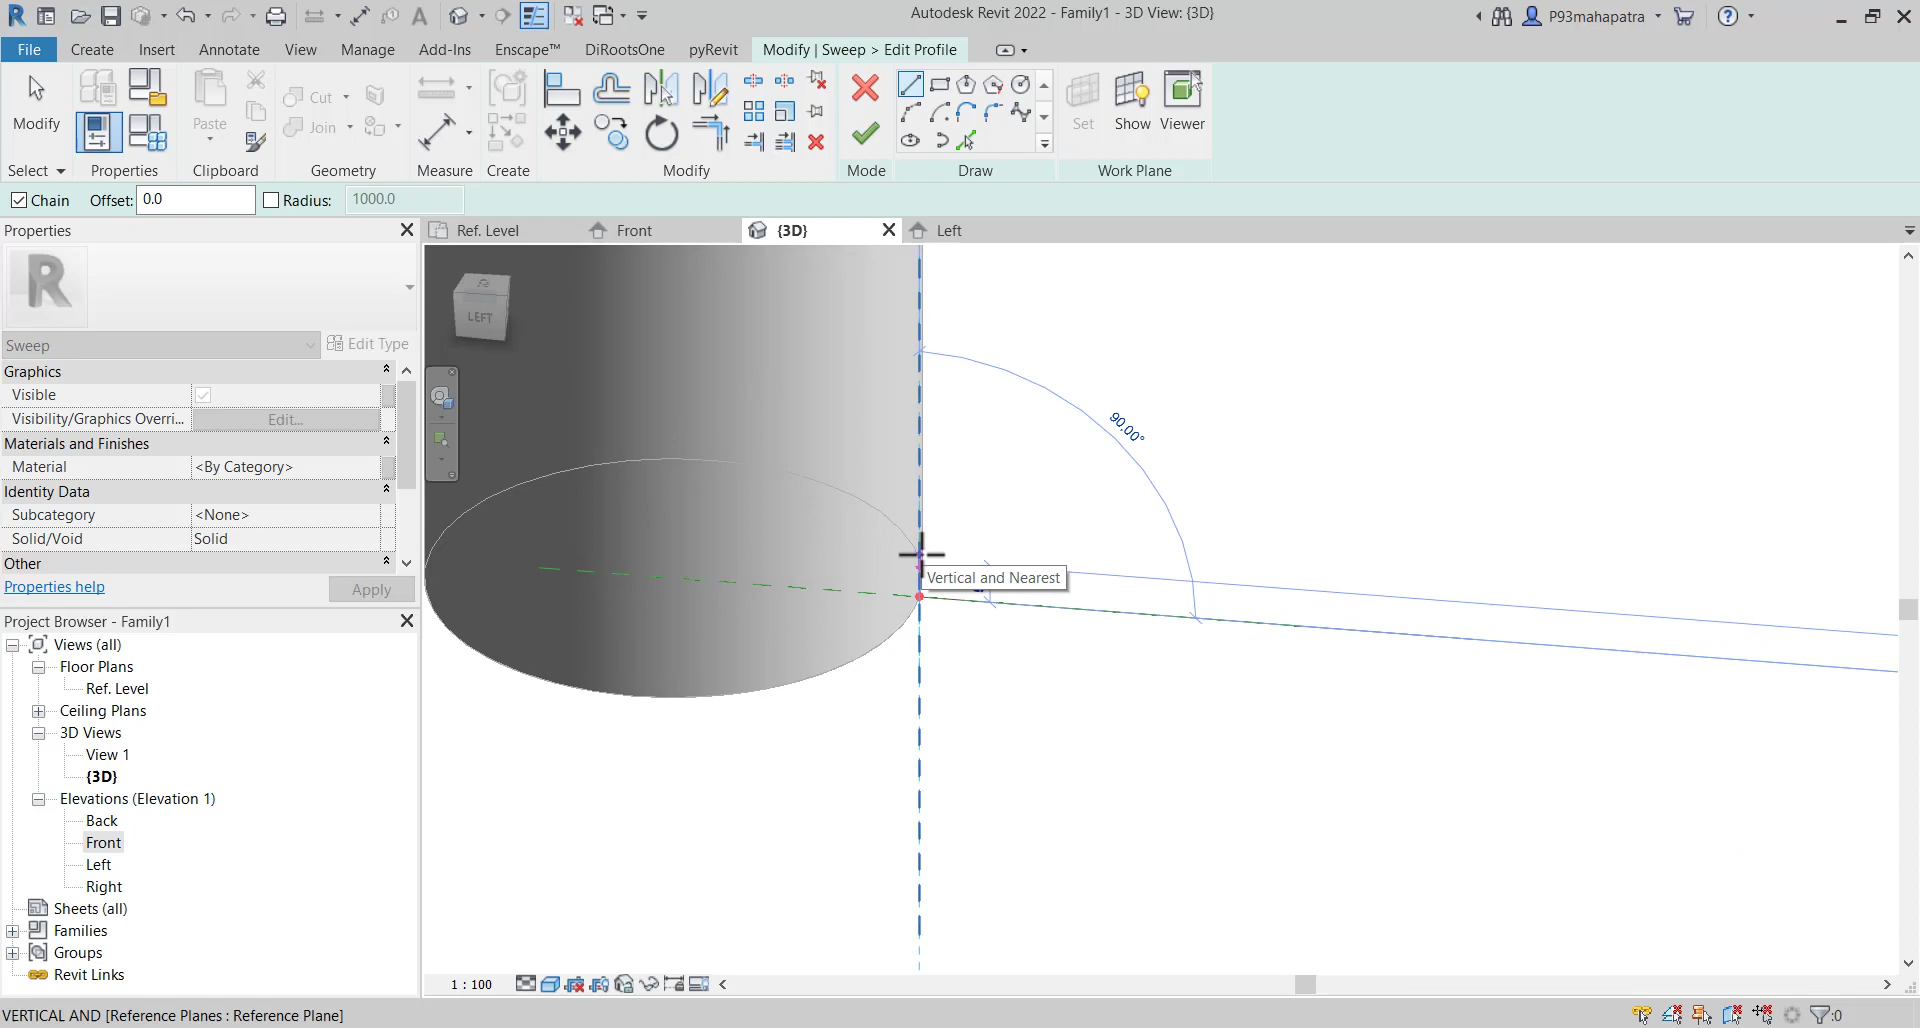 Autodesk Revit 2022 - Family1 - 3D View: {3D}
P93mahapatra
File Create Insert Annotate View Manage Add-Ins Enscape™ DiRootsOne pyRevit Modify | Sweep > Edit Profile
Modify
Paste
Cut
Join
Set Show Viewer
Select Properties Clipboard Geometry Measure Create Modify Mode Draw Work Plane
Chain Offset: 0.0 Radius: 1000.0
Properties
Ref. Level Front {3D} Left
R
LEFT
Sweep
Edit Type
Graphics
Visible
Visibility/Graphics Overri... Edit...
Materials and Finishes
Material <By Category>
Identity Data
Subcategory <None>
Solid/Void Solid
Other
Properties help Apply
90.00°
Vertical and Nearest
Project Browser - Family1
Views (all)
Floor Plans
Ref. Level
Ceiling Plans
3D Views
View 1
{3D}
Elevations (Elevation 1)
Back
Front
Left
Right
Sheets (all)
Families
Groups
Revit Links
1 : 100
VERTICAL AND [Reference Planes : Reference Plane]
:0